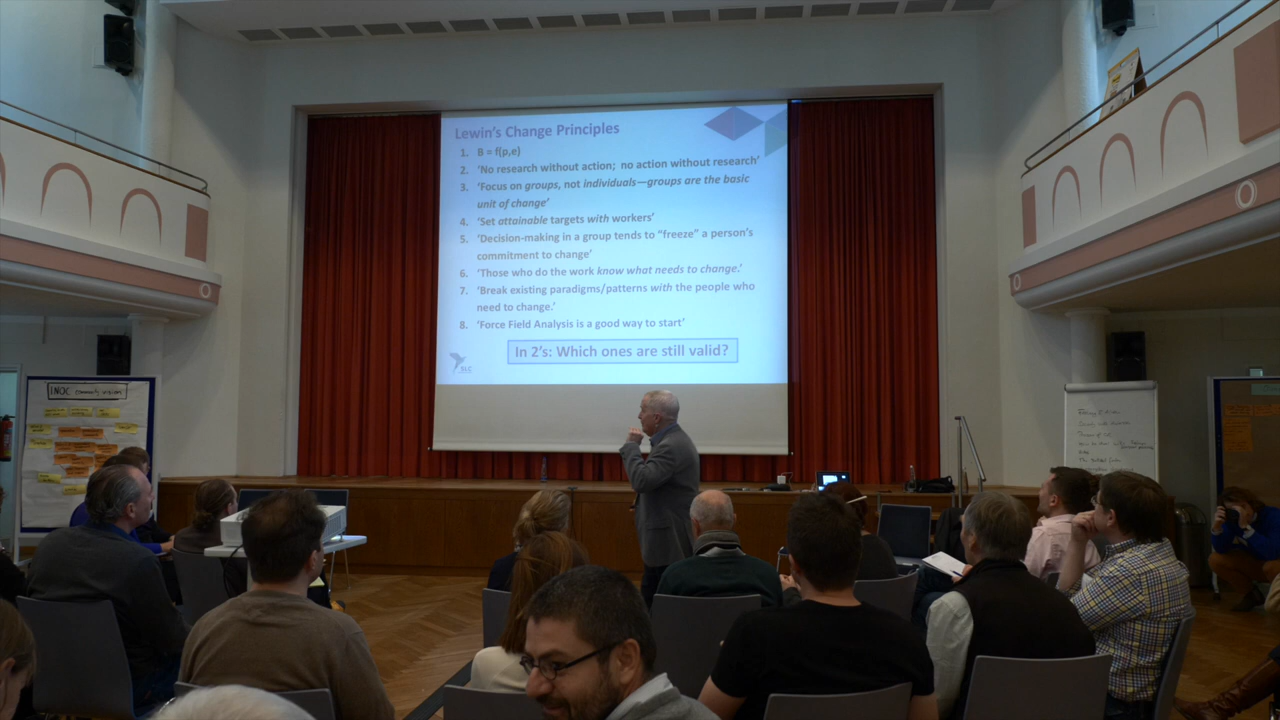 Lewin's Change Principles
1. B = f(p,e)
2. 'No research without action; no action without research'
3. 'Focus on groups, not individuals—groups are the basic
unit of change'
4. 'Set attainable targets with workers'
5. 'Decision-making in a group tends to "freeze" a person's
commitment to change'
6. 'Those who do the work know what needs to change.'
7. 'Break existing paradigms/patterns with the people who
need to change.'
8. 'Force Field Analysis is a good way to start'
In 2's: Which ones are still valid?